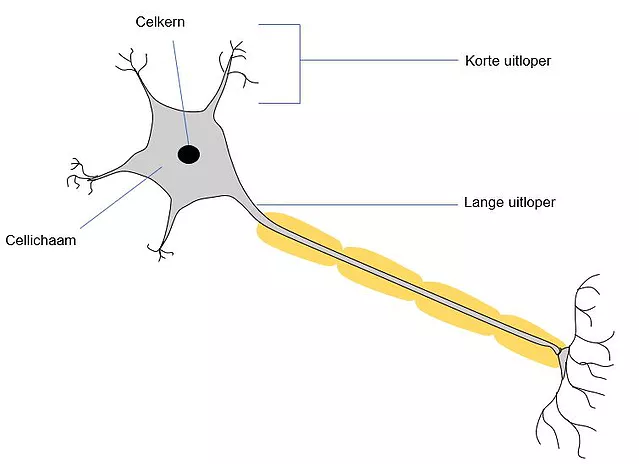 Celkern
Korte uitloper
Lange uitloper
Cellichaam